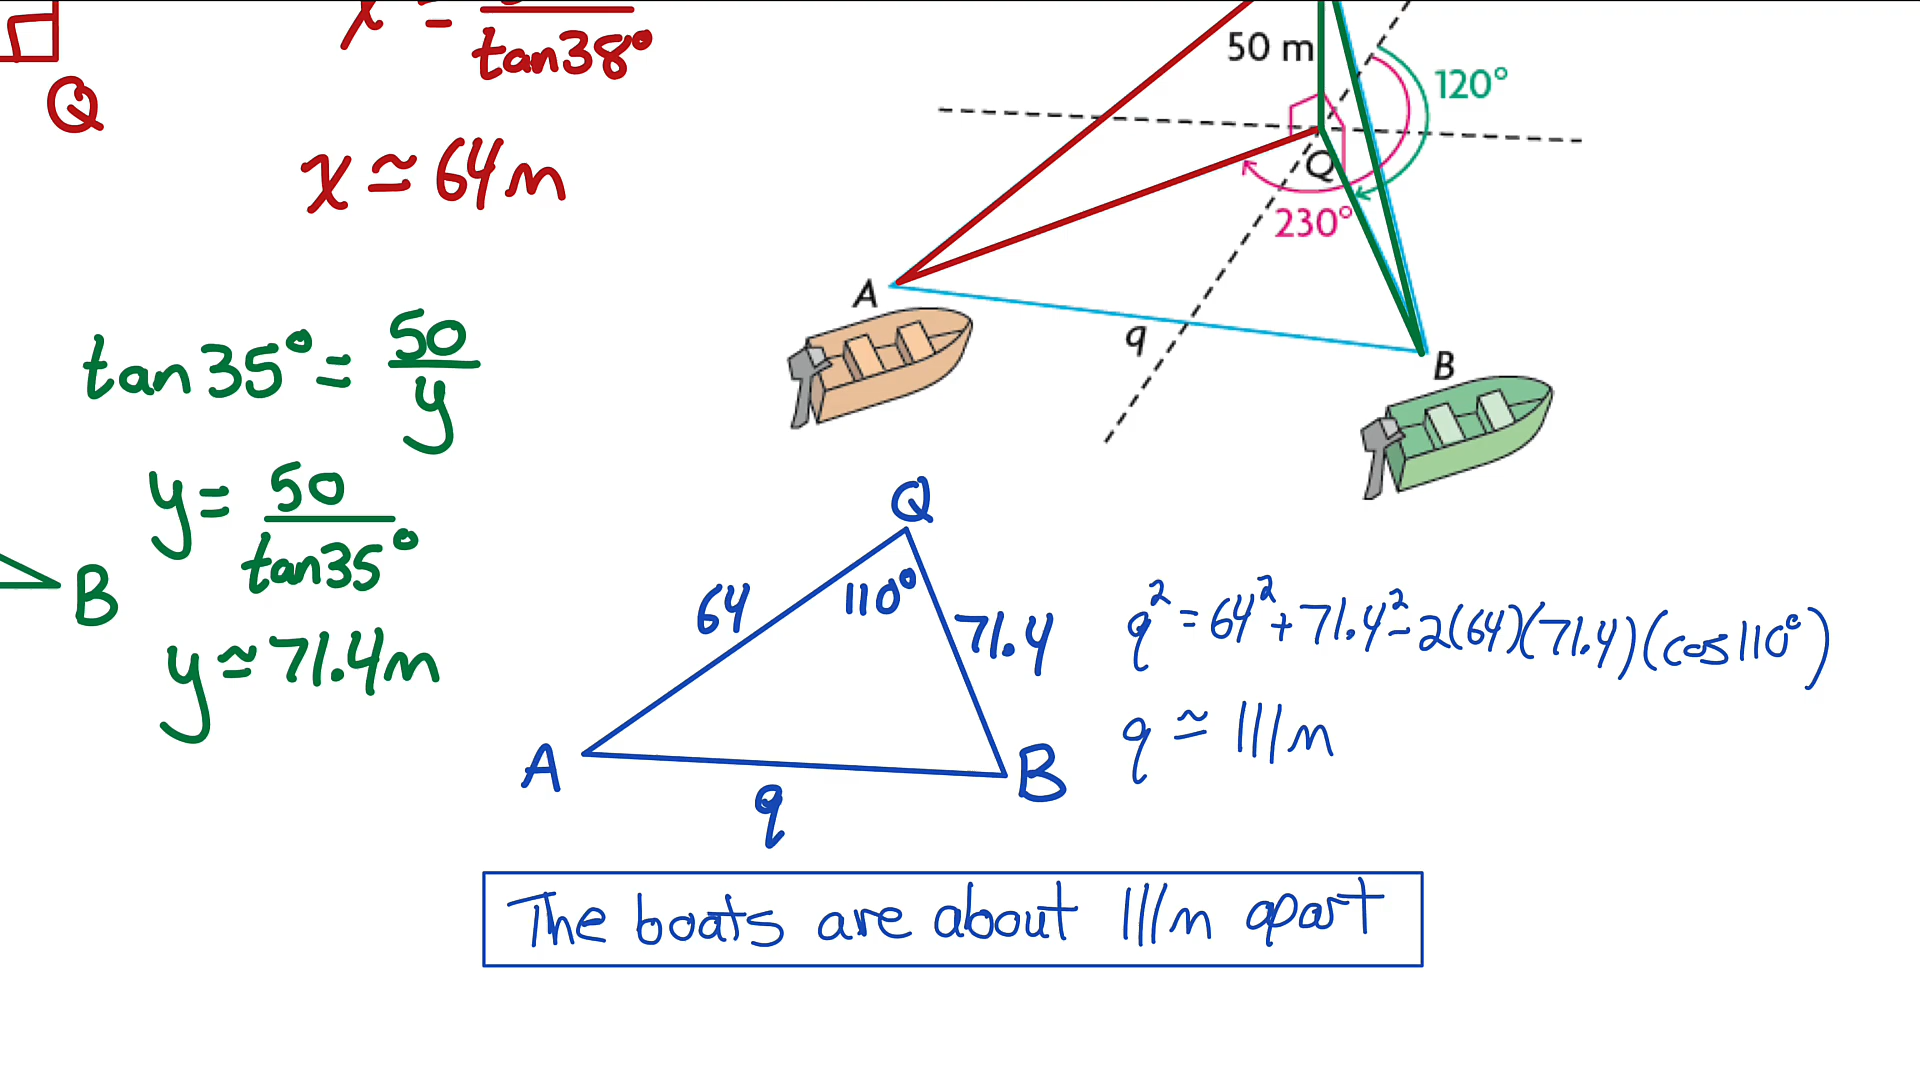 x = tan38°
Q
x ≃ 64m
tan35° = 50/y
y = 50/tan35°
B
y ≃ 71.4m
50 m
120°
Q
230°
A
q
B
Q
64
110°
71.4
A
B
q
q² = 64² + 71.4² - 2(64)(71.4)(cos110°)
q ≃ 111m
The boats are about 111m apart